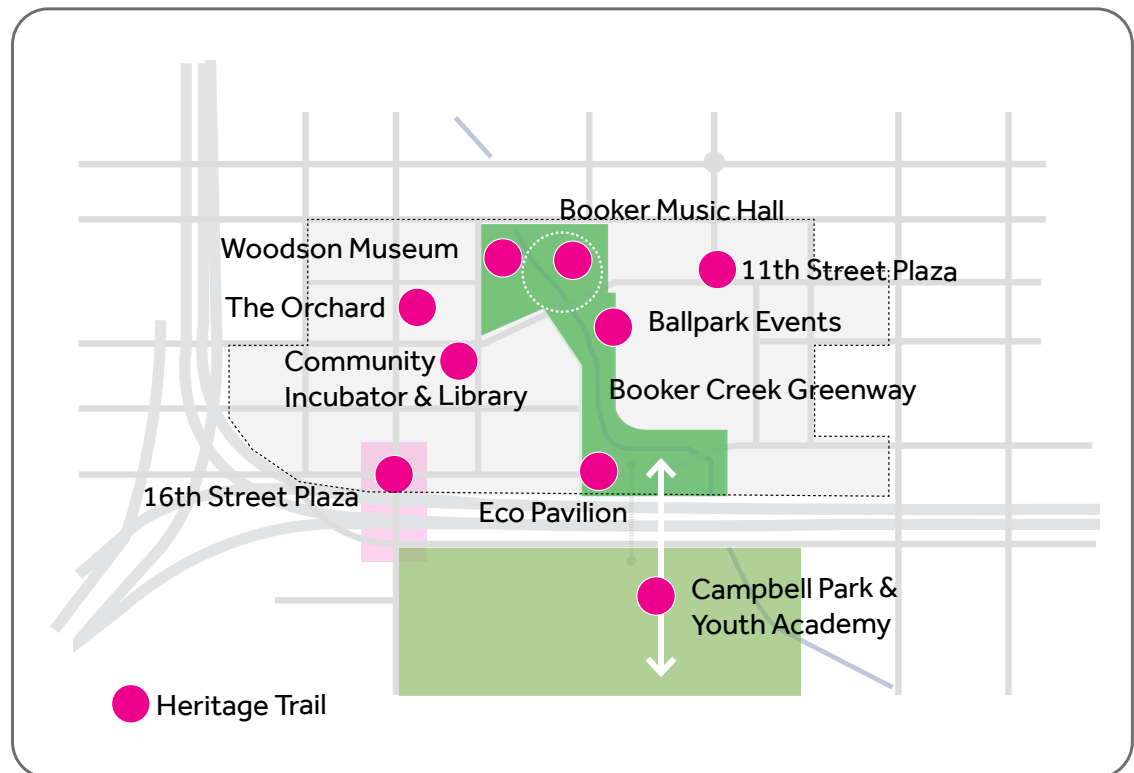 Booker Music Hall
Woodson Museum
11th Street Plaza
The Orchard
Ballpark Events
Community
Incubator & Library
Booker Creek Greenway
16th Street Plaza
Eco Pavilion
Campbell Park &
Youth Academy
Heritage Trail